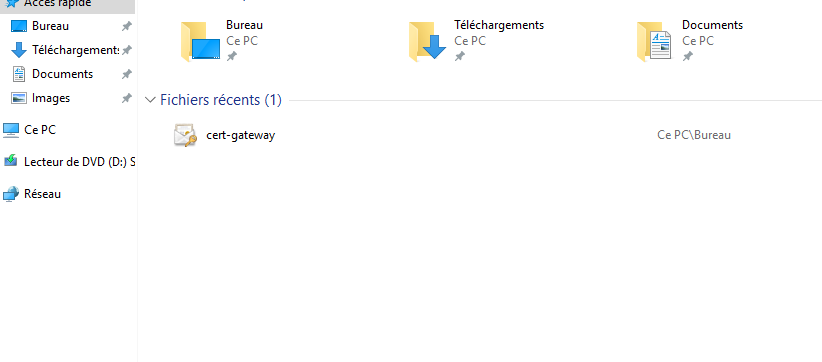 Accès rapide
Bureau
Téléchargements
Documents
Images
Ce PC
Lecteur de DVD (D:) S
Réseau
Bureau
Ce PC
Téléchargements
Ce PC
Documents
Ce PC
Fichiers récents (1)
cert-gateway
Ce PC\Bureau